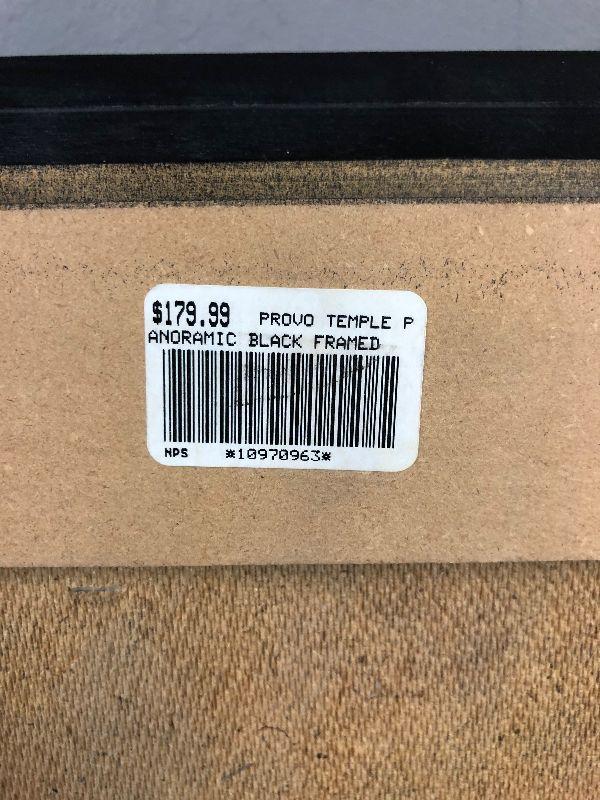 $179.99 PROVO TEMPLE P
ANORAMIC BLACK FRAMED
NPS *10970963*